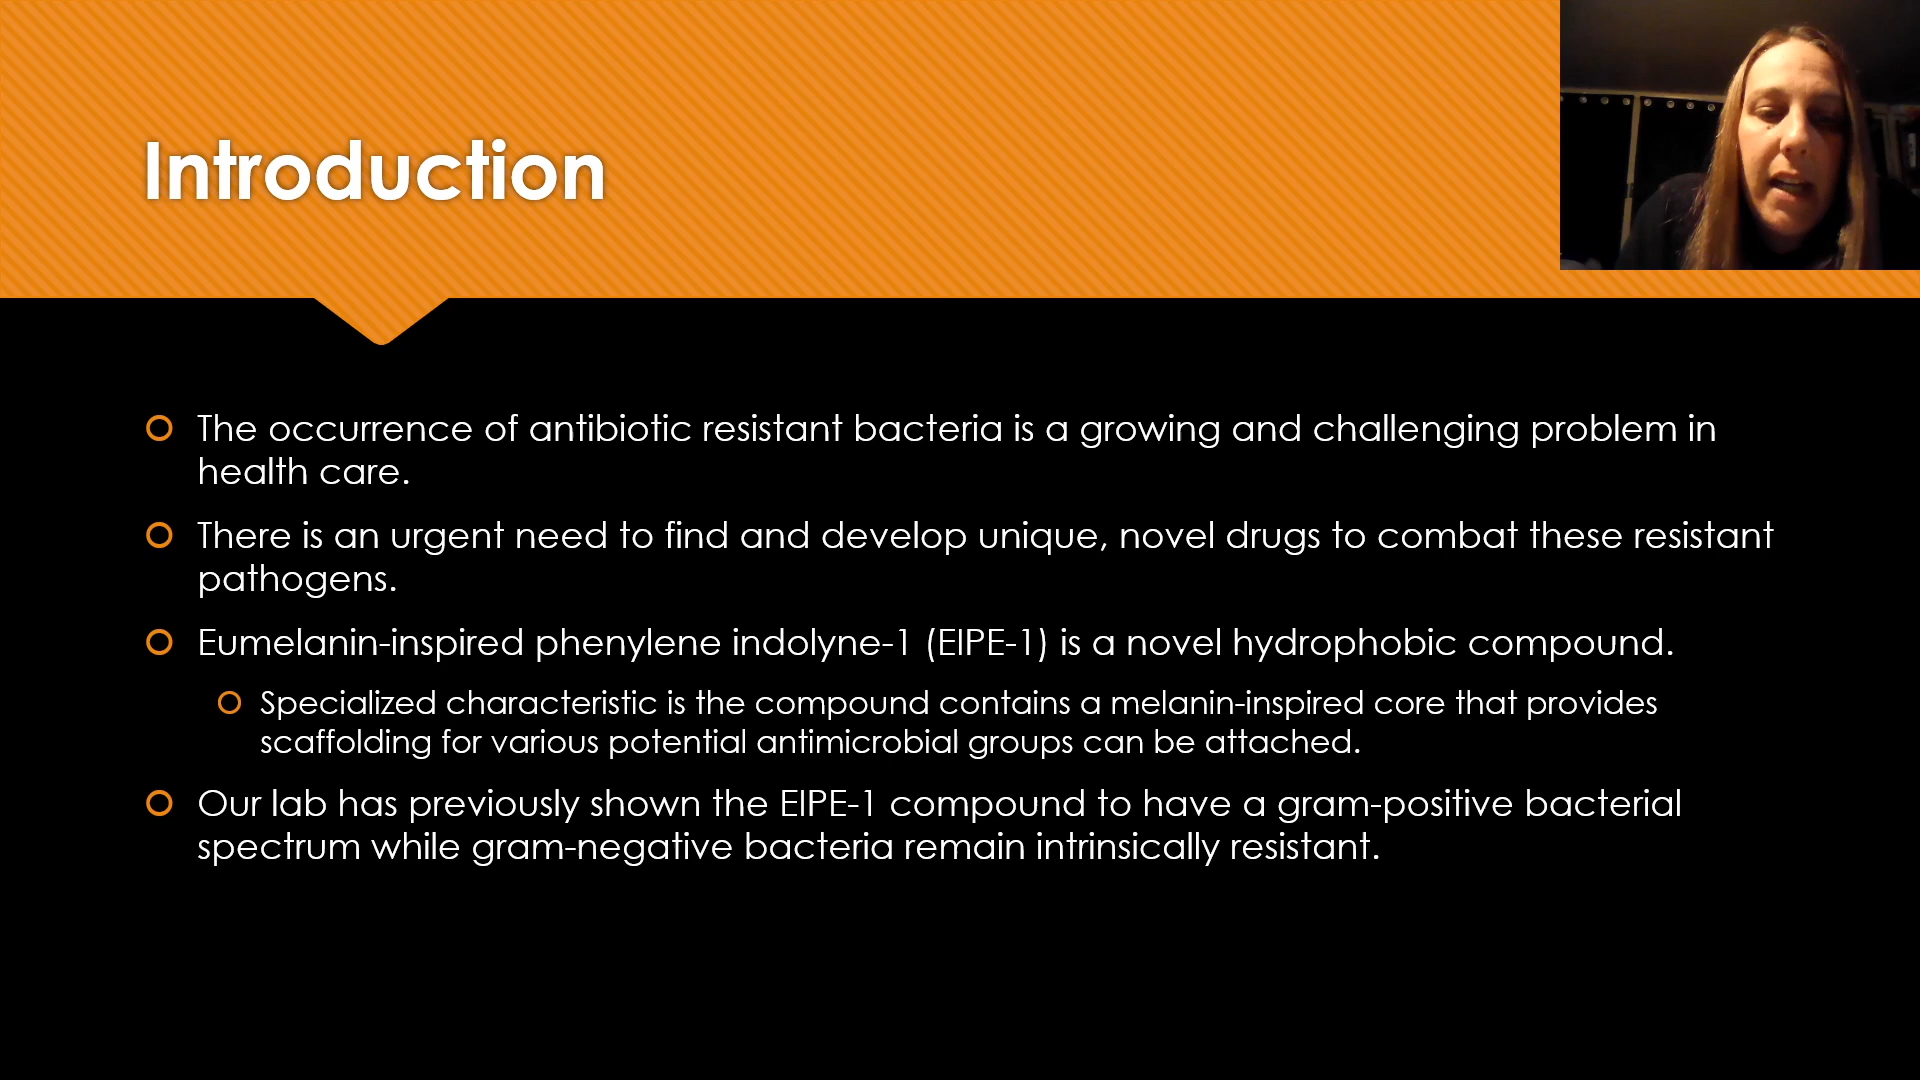 Introduction
The occurrence of antibiotic resistant bacteria is a growing and challenging problem in
health care.
There is an urgent need to find and develop unique, novel drugs to combat these resistant
pathogens.
Eumelanin-inspired phenylene indolyne-1 (EIPE-1) is a novel hydrophobic compound.
Specialized characteristic is the compound contains a melanin-inspired core that provides
scaffolding for various potential antimicrobial groups can be attached.
Our lab has previously shown the EIPE-1 compound to have a gram-positive bacterial
spectrum while gram-negative bacteria remain intrinsically resistant.